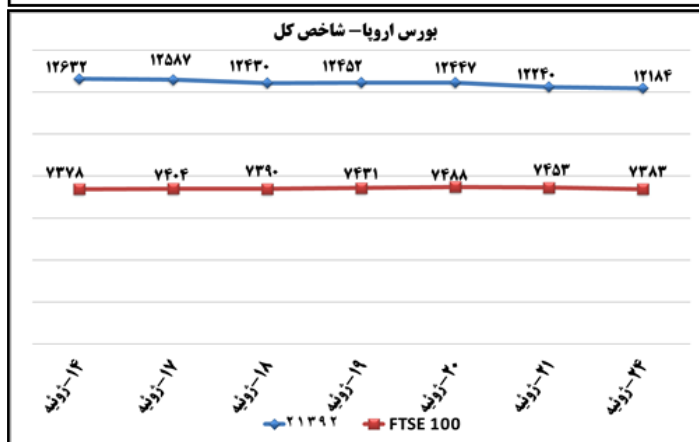 بورس اروپا– شاخص کل
۱۲۶۳۲ ۱۲۵۸۷ ۱۲۴۳۰ ۱۲۴۵۲ ۱۲۴۴۷ ۱۲۲۴۰ ۱۲۱۸۴
۷۳۷۸ ۷۴۰۴ ۷۳۹۰ ۷۴۳۱ ۷۴۸۸ ۷۴۵۳ ۷۳۸۳
۱۴-ژوئیه ۱۷-ژوئیه ۱۸-ژوئیه ۱۹-ژوئیه ۲۰-ژوئیه ۲۱-ژوئیه ۲۴-ژوئیه
۲۱۳۹۲ FTSE 100